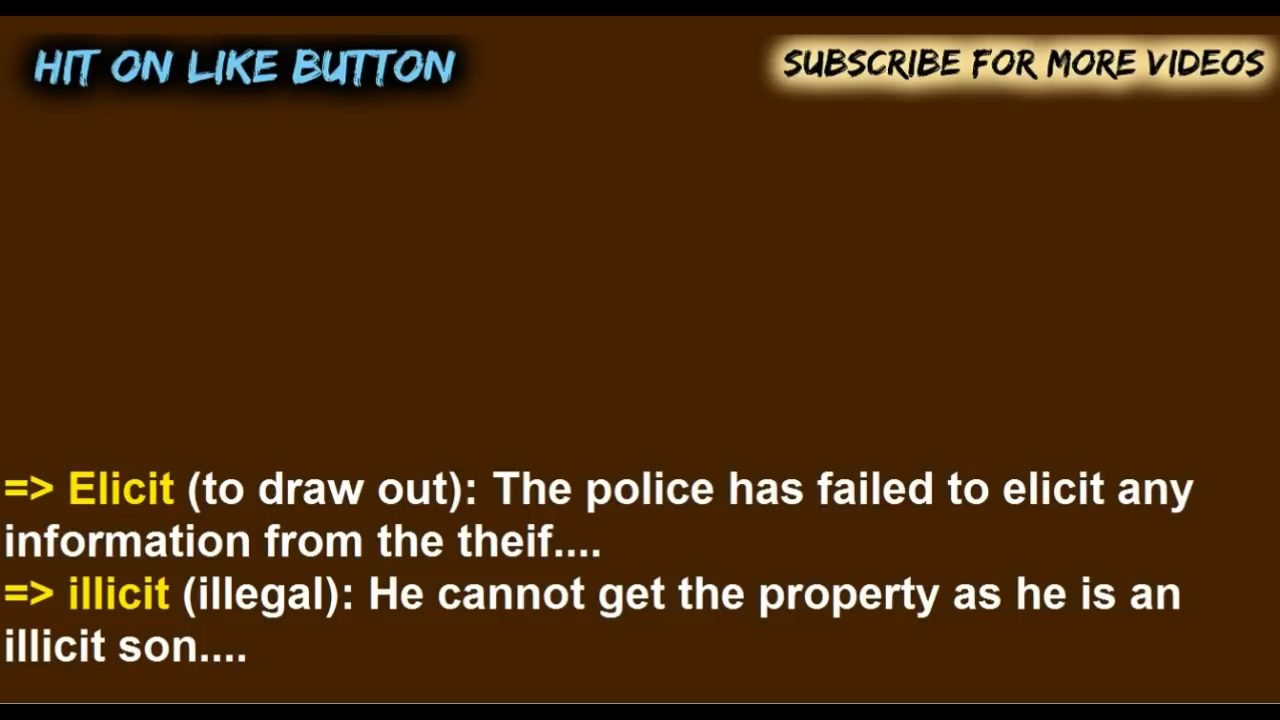 HIT ON LIKE BUTTON
SUBSCRIBE FOR MORE VIDEOS
=> Elicit (to draw out): The police has failed to elicit any
information from the theif....
=> illicit (illegal): He cannot get the property as he is an
illicit son....